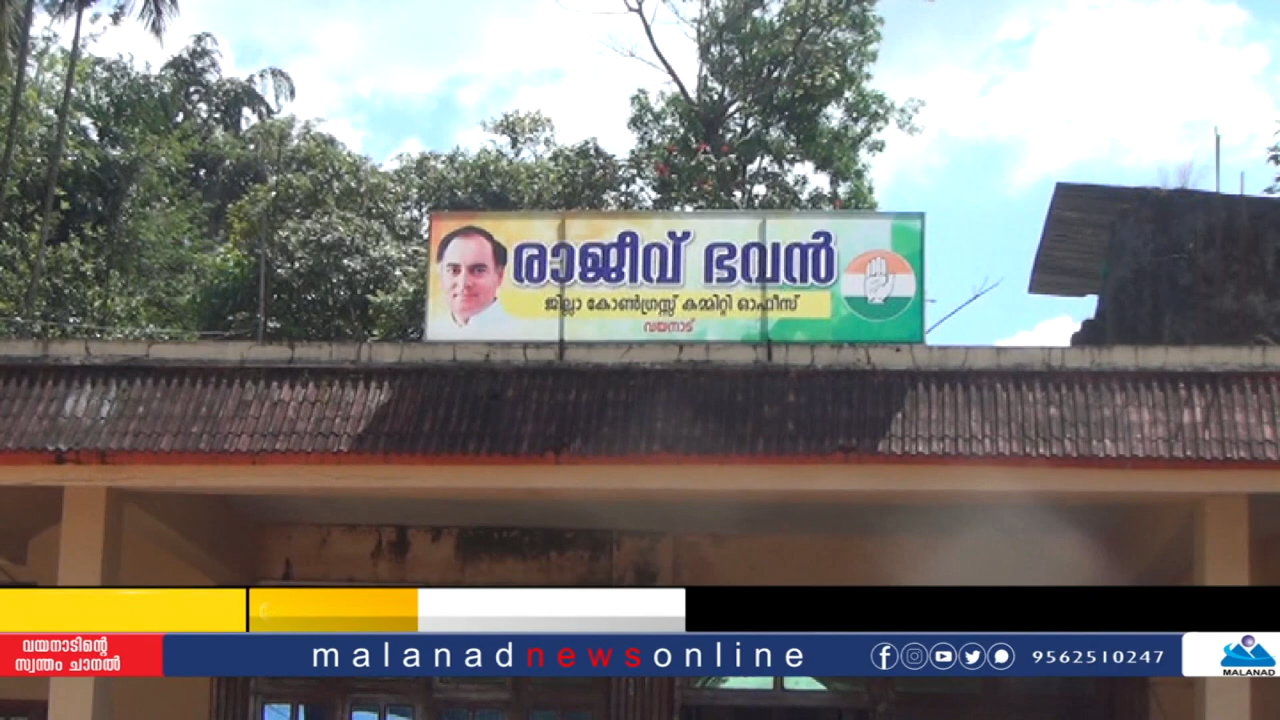 രാജീവ് ഭവൻ
ജില്ലാ കോൺഗ്രസ്സ് കമ്മിറ്റി ഓഫീസ്
വയനാട്
വയനാടിന്റെ
സ്വന്തം ചാനൽ
malanadnewsonline
9562510247
MALANAD